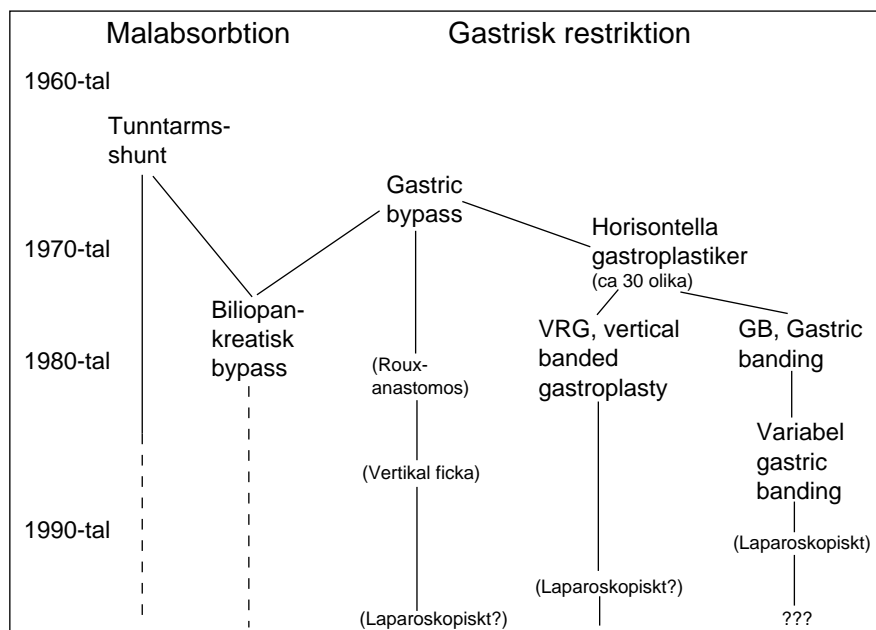 Malabsorbtion
Gastrisk restriktion
1960-tal
Tunntarms-
shunt
Gastric
bypass
Horisontella
gastroplastiker
(ca 30 olika)
1970-tal
Biliopan-
kreatisk
bypass
VRG, vertical
banded
gastroplasty
GB, Gastric
banding
1980-tal
(Roux-
anastomos)
Variabel
gastric
banding
(Vertikal ficka)
1990-tal
(Laparoskopiskt)
(Laparoskopiskt?)
(Laparoskopiskt?)
???